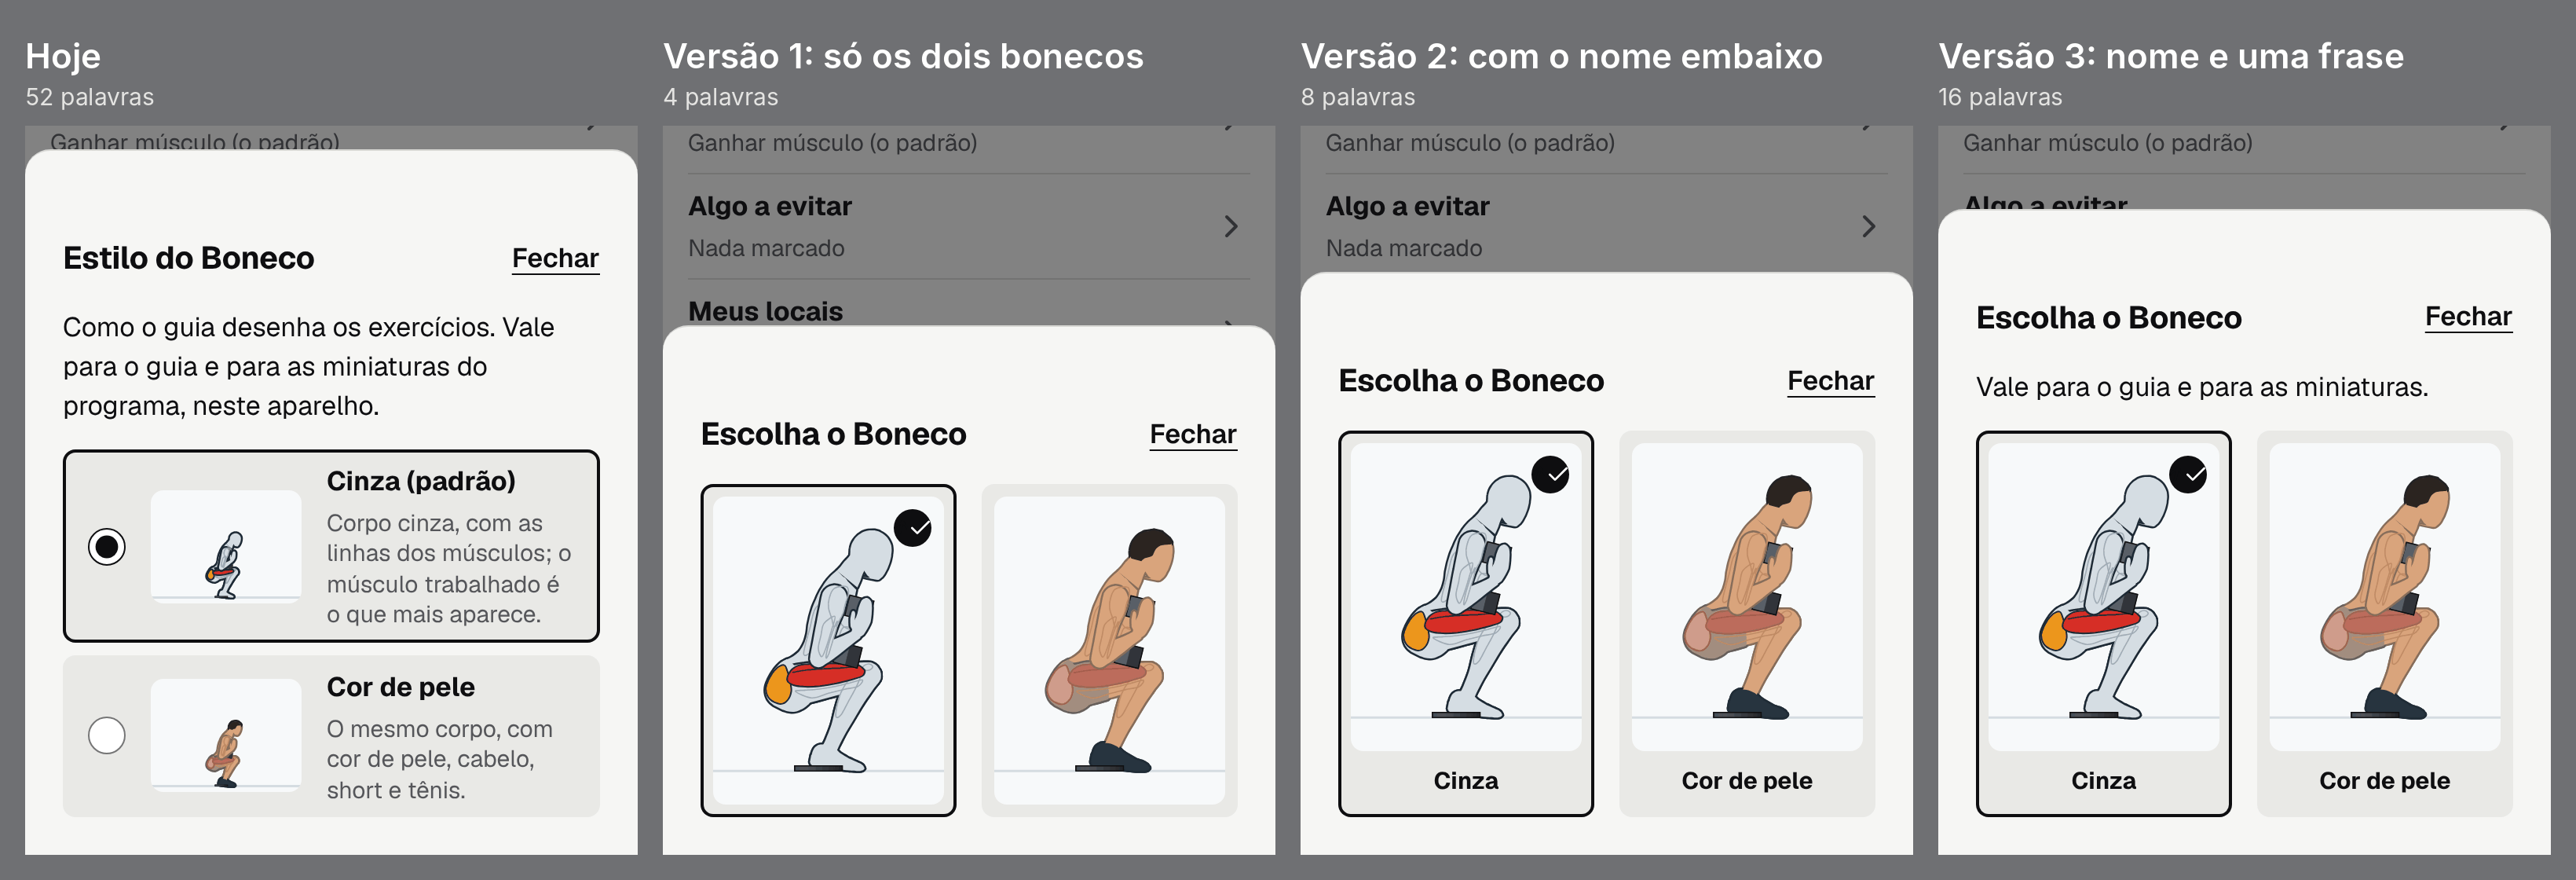 Hoje
52 palavras
Ganhar músculo (o padrão)
Estilo do Boneco
Fechar
Como o guia desenha os exercícios. Vale
para o guia e para as miniaturas do
programa, neste aparelho.
Cinza (padrão)
Corpo cinza, com as
linhas dos músculos; o
músculo trabalhado é
o que mais aparece.
Cor de pele
O mesmo corpo, com
cor de pele, cabelo,
short e tênis.
Versão 1: só os dois bonecos
4 palavras
Ganhar músculo (o padrão)
Algo a evitar
Nada marcado
Meus locais
Escolha o Boneco
Fechar
Versão 2: com o nome embaixo
8 palavras
Ganhar músculo (o padrão)
Algo a evitar
Nada marcado
Escolha o Boneco
Fechar
Cinza
Cor de pele
Versão 3: nome e uma frase
16 palavras
Ganhar músculo (o padrão)
Algo a evitar
Escolha o Boneco
Fechar
Vale para o guia e para as miniaturas.
Cinza
Cor de pele